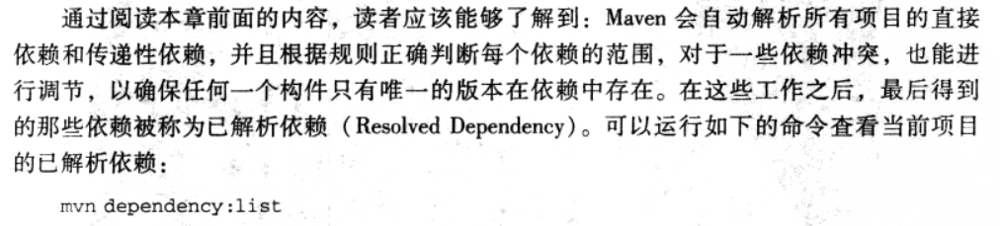 通过阅读本章前面的内容，读者应该能够了解到：Maven 会自动解析所有项目的直接
依赖和传递性依赖，并且根据规则正确判断每个依赖的范围，对于一些依赖冲突，也能进
行调节，以确保任何一个构件只有唯一的版本在依赖中存在。在这些工作之后，最后得到
的那些依赖被称为已解析依赖（Resolved Dependency）。可以运行如下的命令查看当前项目
的已解析依赖：
mvn dependency:list